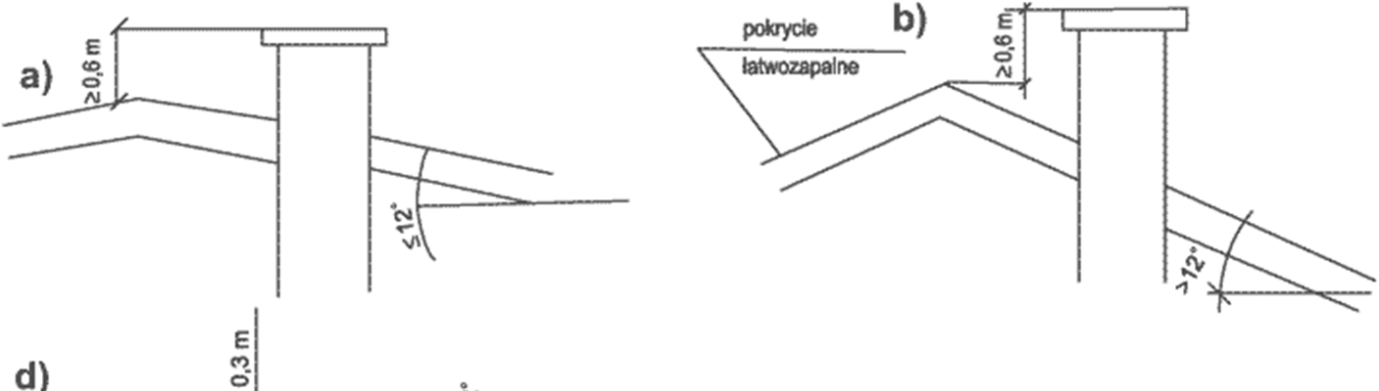 a)
≥0,6 m
≤12°
b)
pokrycie
łatwozapalne
≥0,6 m
>12°
d)
0,3 m